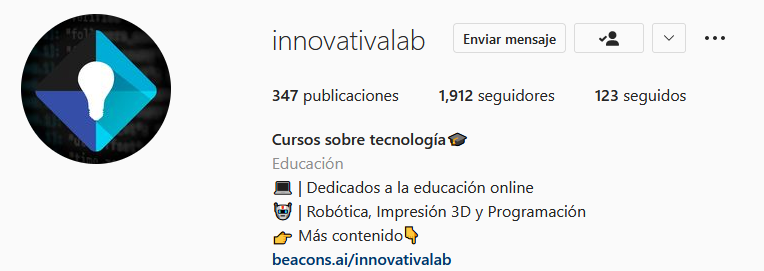 innovativalab Enviar mensaje
347 publicaciones 1,912 seguidores 123 seguidos
Cursos sobre tecnología🎓
Educación
💻 | Dedicados a la educación online
🤖 | Robótica, Impresión 3D y Programación
👉 Más contenido👇
beacons.ai/innovativalab